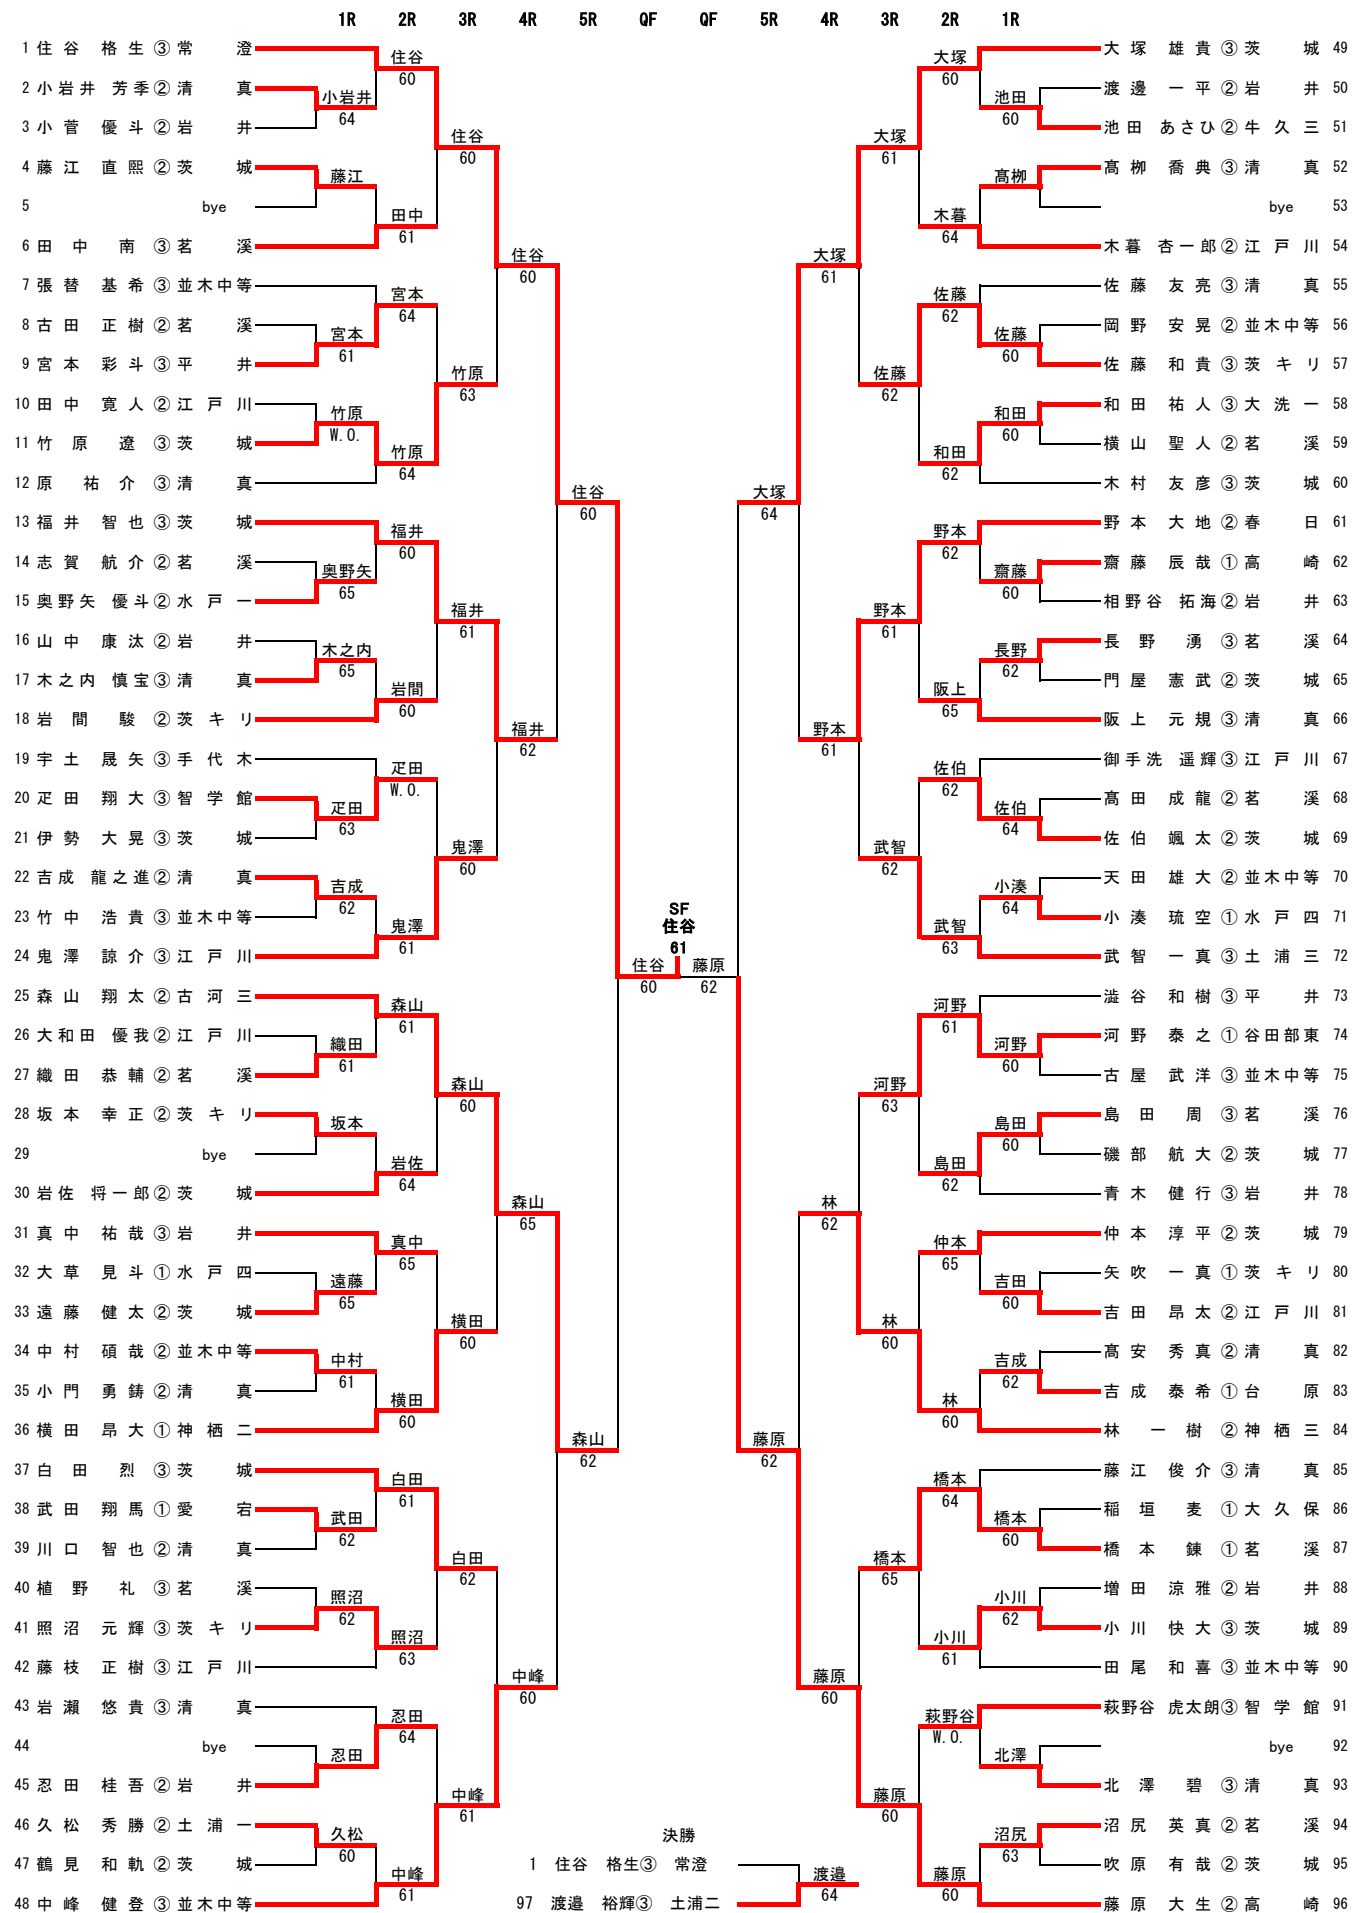 1R 2R 3R 4R 5R QF QF 5R 4R 3R 2R 1R
1 住谷 格生 ③ 常澄
2 小岩井 芳季 ② 清真
3 小菅 優斗 ② 岩井
4 藤江 直熙 ② 茨城
5 bye
6 田中 南 ③ 茗溪
7 張替 基希 ③ 並木中等
8 古田 正樹 ② 茗溪
9 宮本 彩斗 ③ 平井
10 田中 寛人 ② 江戸川
11 竹原 遼 ③ 茨城
12 原 祐介 ③ 清真
13 福井 智也 ③ 茨城
14 志賀 航介 ② 茗溪
15 奥野矢 優斗 ② 水戸一
16 山中 康汰 ② 岩井
17 木之内 慎宝 ③ 清真
18 岩間 駿 ② 茨キリ
19 宇土 晟矢 ③ 手代木
20 疋田 翔大 ③ 智学館
21 伊勢 大晃 ③ 茨城
22 吉成 龍之進 ② 清真
23 竹中 浩貴 ③ 並木中等
24 鬼澤 諒介 ③ 江戸川
25 森山 翔太 ② 古河三
26 大和田 優我 ② 江戸川
27 織田 恭輔 ② 茗溪
28 坂本 幸正 ② 茨キリ
29 bye
30 岩佐 将一郎 ② 茨城
31 真中 祐哉 ③ 岩井
32 大草 見斗 ① 水戸四
33 遠藤 健太 ② 茨城
34 中村 碩哉 ② 並木中等
35 小門 勇鋳 ② 清真
36 横田 昂大 ① 神栖二
37 白田 烈 ③ 茨城
38 武田 翔馬 ① 愛宕
39 川口 智也 ② 清真
40 植野 礼 ③ 茗溪
41 照沼 元輝 ③ 茨キリ
42 藤枝 正樹 ③ 江戸川
43 岩瀬 悠貴 ③ 清真
44 bye
45 忍田 桂吾 ② 岩井
46 久松 秀勝 ② 土浦一
47 鶴見 和軌 ② 茨城
48 中峰 健登 ③ 並木中等
小岩井
64
藤江
宮本
61
竹原
W.O.
奥野矢
65
木之内
65
疋田
63
吉成
62
織田
61
坂本
遠藤
65
中村
61
武田
62
照沼
62
忍田
久松
60
住谷
60
田中
61
宮本
64
竹原
64
福井
60
岩間
60
疋田
W.O.
鬼澤
61
森山
61
岩佐
64
真中
65
横田
60
白田
61
照沼
63
忍田
64
中峰
61
住谷
60
竹原
63
福井
61
鬼澤
60
森山
60
横田
60
白田
62
中峰
61
住谷
60
福井
62
森山
65
中峰
60
住谷
60
森山
62
住谷
60
SF
住谷
61
藤原
62
大塚
64
藤原
62
大塚
61
野本
61
林
62
藤原
60
大塚
61
佐藤
62
野本
61
武智
62
河野
63
林
60
橋本
65
藤原
60
大塚
60
木暮
64
佐藤
62
和田
62
野本
62
阪上
65
佐伯
62
武智
63
河野
61
島田
62
仲本
65
林
60
橋本
64
小川
61
萩野谷
W.O.
藤原
60
池田
60
髙栁
佐藤
60
和田
60
齋藤
60
長野
62
佐伯
64
小湊
64
河野
60
島田
60
吉田
60
吉成
62
橋本
60
小川
62
北澤
沼尻
63
大塚 雄貴 ③ 茨城 49
渡邊 一平 ② 岩井 50
池田 あさひ ② 牛久三 51
髙栁 喬典 ③ 清真 52
bye 53
木暮 杏一郎 ② 江戸川 54
佐藤 友亮 ③ 清真 55
岡野 安晃 ② 並木中等 56
佐藤 和貴 ③ 茨キリ 57
和田 祐人 ③ 大洗一 58
横山 聖人 ② 茗溪 59
木村 友彦 ③ 茨城 60
野本 大地 ② 春日 61
齋藤 辰哉 ① 高崎 62
相野谷 拓海 ② 岩井 63
長野 湧 ③ 茗溪 64
門屋 憲武 ② 茨城 65
阪上 元規 ③ 清真 66
御手洗 遥輝 ③ 江戸川 67
髙田 成龍 ② 茗溪 68
佐伯 颯太 ② 茨城 69
天田 雄大 ② 並木中等 70
小湊 琉空 ① 水戸四 71
武智 一真 ③ 土浦三 72
澁谷 和樹 ③ 平井 73
河野 泰之 ① 谷田部東 74
古屋 武洋 ③ 並木中等 75
島田 周 ③ 茗溪 76
磯部 航大 ② 茨城 77
青木 健行 ③ 岩井 78
仲本 淳平 ② 茨城 79
矢吹 一真 ① 茨キリ 80
吉田 昂太 ② 江戸川 81
髙安 秀真 ② 清真 82
吉成 泰希 ① 台原 83
林 一樹 ② 神栖三 84
藤江 俊介 ③ 清真 85
稲垣 麦 ① 大久保 86
橋本 錬 ① 茗溪 87
増田 涼雅 ② 岩井 88
小川 快大 ③ 茨城 89
田尾 和喜 ③ 並木中等 90
萩野谷 虎太朗 ③ 智学館 91
bye 92
北澤 碧 ③ 清真 93
沼尻 英真 ② 茗溪 94
吹原 有哉 ② 茨城 95
藤原 大生 ② 高崎 96
決勝
1 住谷 格生③ 常澄
97 渡邉 裕輝③ 土浦二
渡邉
64